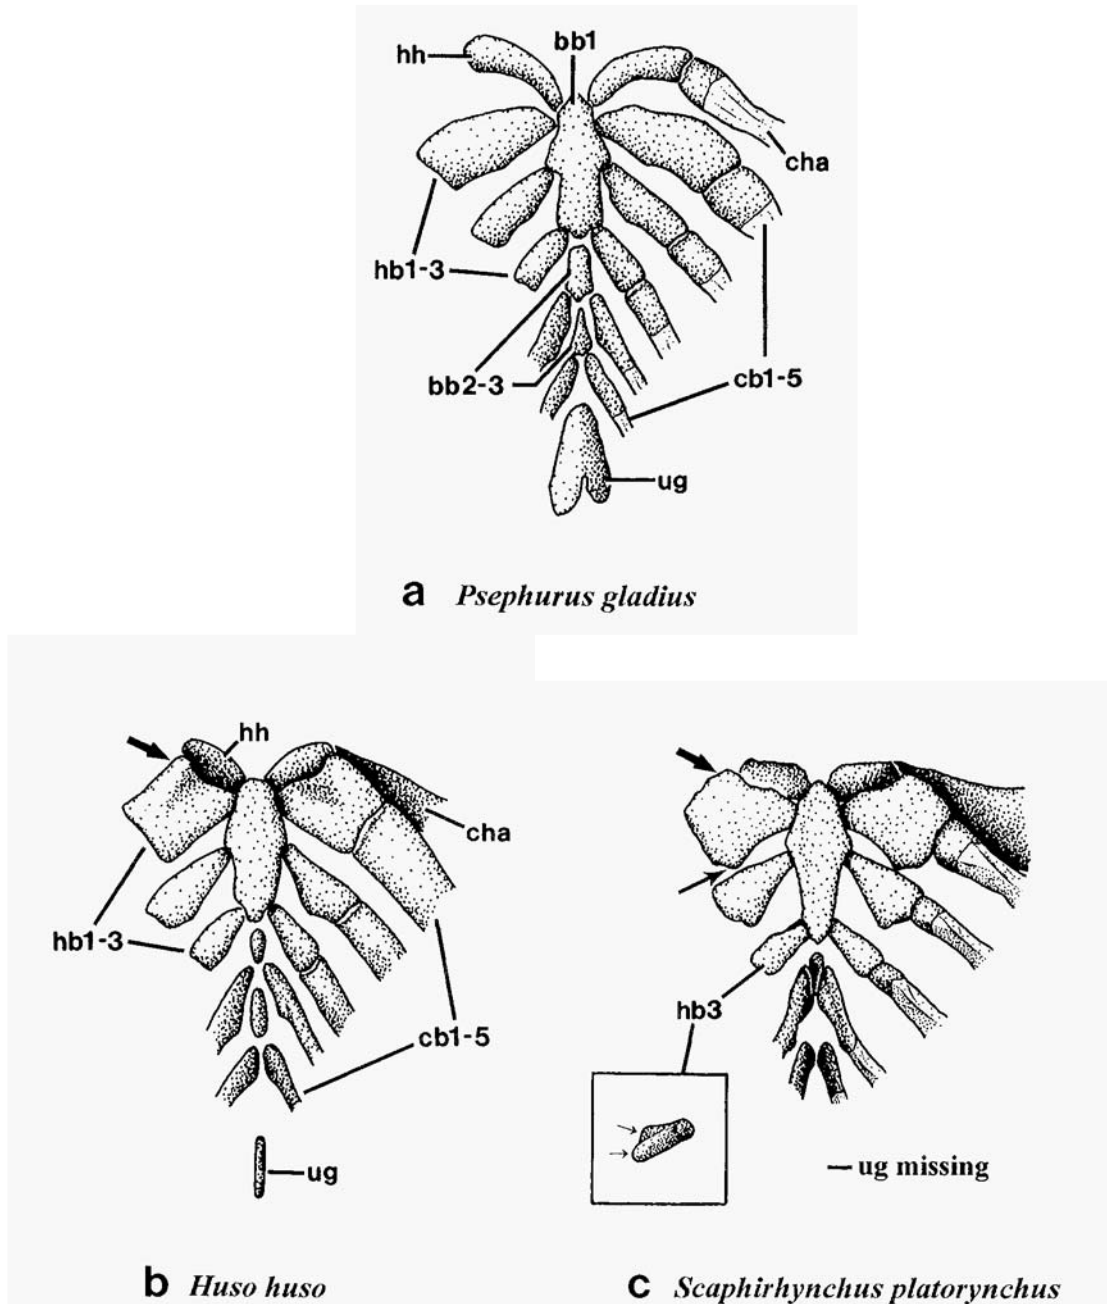 bb1
hh
cha
hb1-3
bb2-3
cb1-5
ug
a Psephurus gladius
hh
cha
hb1-3
cb1-5
ug
hb3
ug missing
b Huso huso
c Scaphirhynchus platorynchus